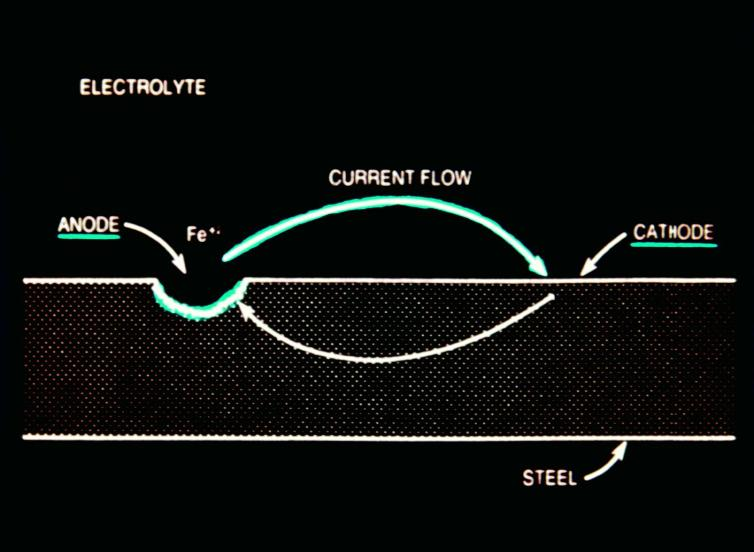 ELECTROLYTE
CURRENT FLOW
ANODE
Fe⁺⁺
CATHODE
STEEL